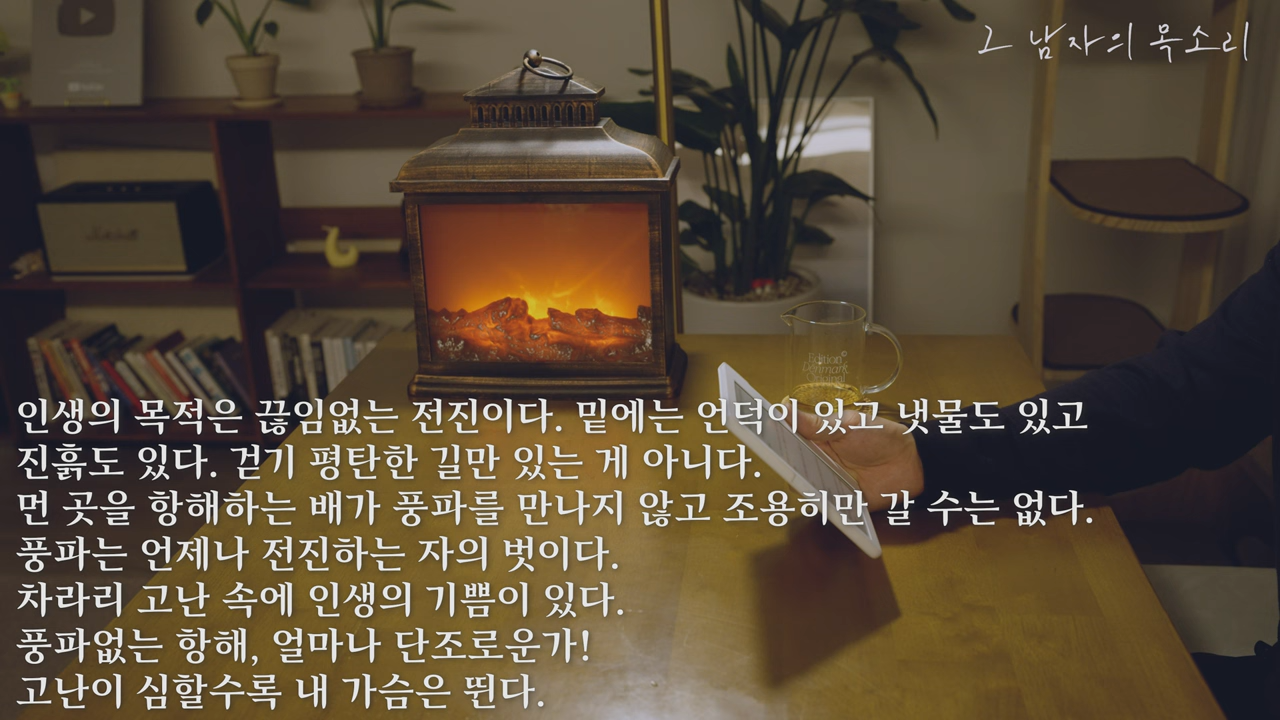 그 남자의 목소리
Edition
Denmark
Original
인생의 목적은 끊임없는 전진이다. 밑에는 언덕이 있고 냇물도 있고
진흙도 있다. 걷기 평탄한 길만 있는 게 아니다.
먼 곳을 항해하는 배가 풍파를 만나지 않고 조용히만 갈 수는 없다.
풍파는 언제나 전진하는 자의 벗이다.
차라리 고난 속에 인생의 기쁨이 있다.
풍파없는 항해, 얼마나 단조로운가!
고난이 심할수록 내 가슴은 뛴다.